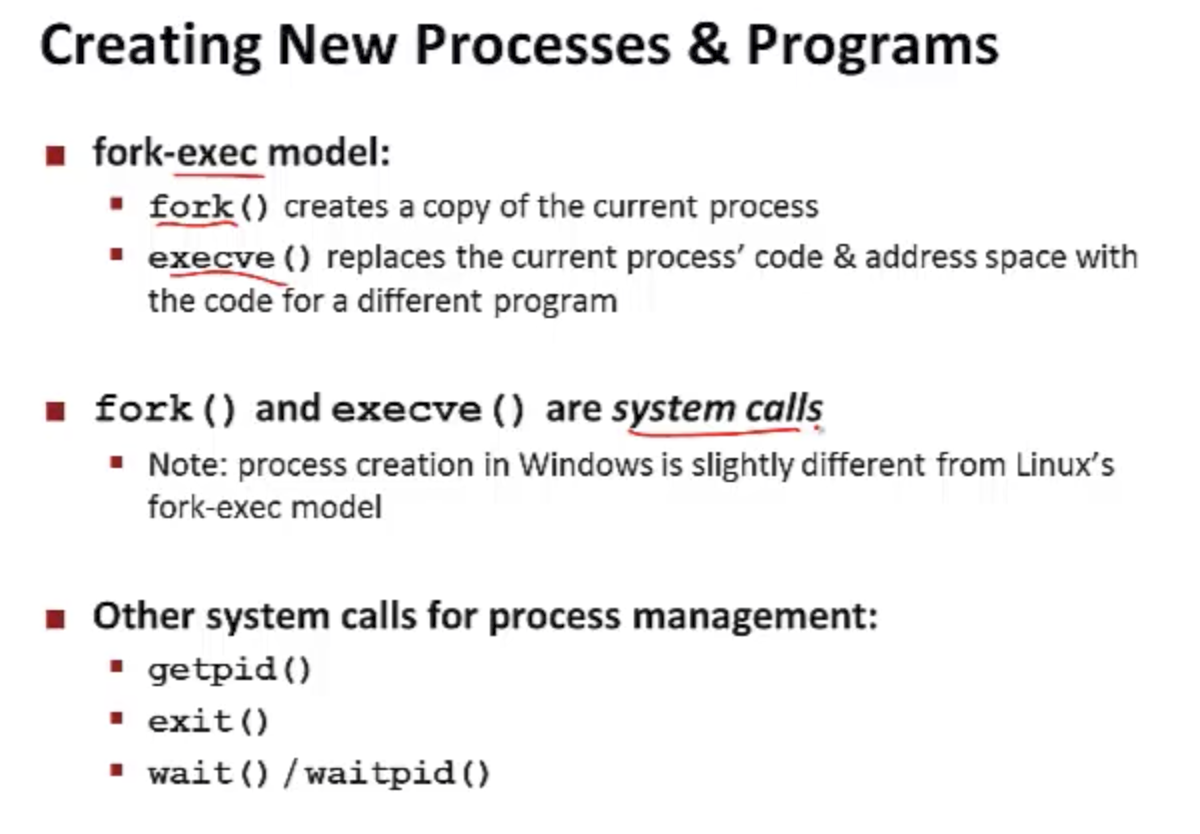 Creating New Processes & Programs
fork-exec model:
fork() creates a copy of the current process
execve() replaces the current process’ code & address space with
the code for a different program
fork() and execve() are system calls
Note: process creation in Windows is slightly different from Linux’s
fork-exec model
Other system calls for process management:
getpid()
exit()
wait()/waitpid()